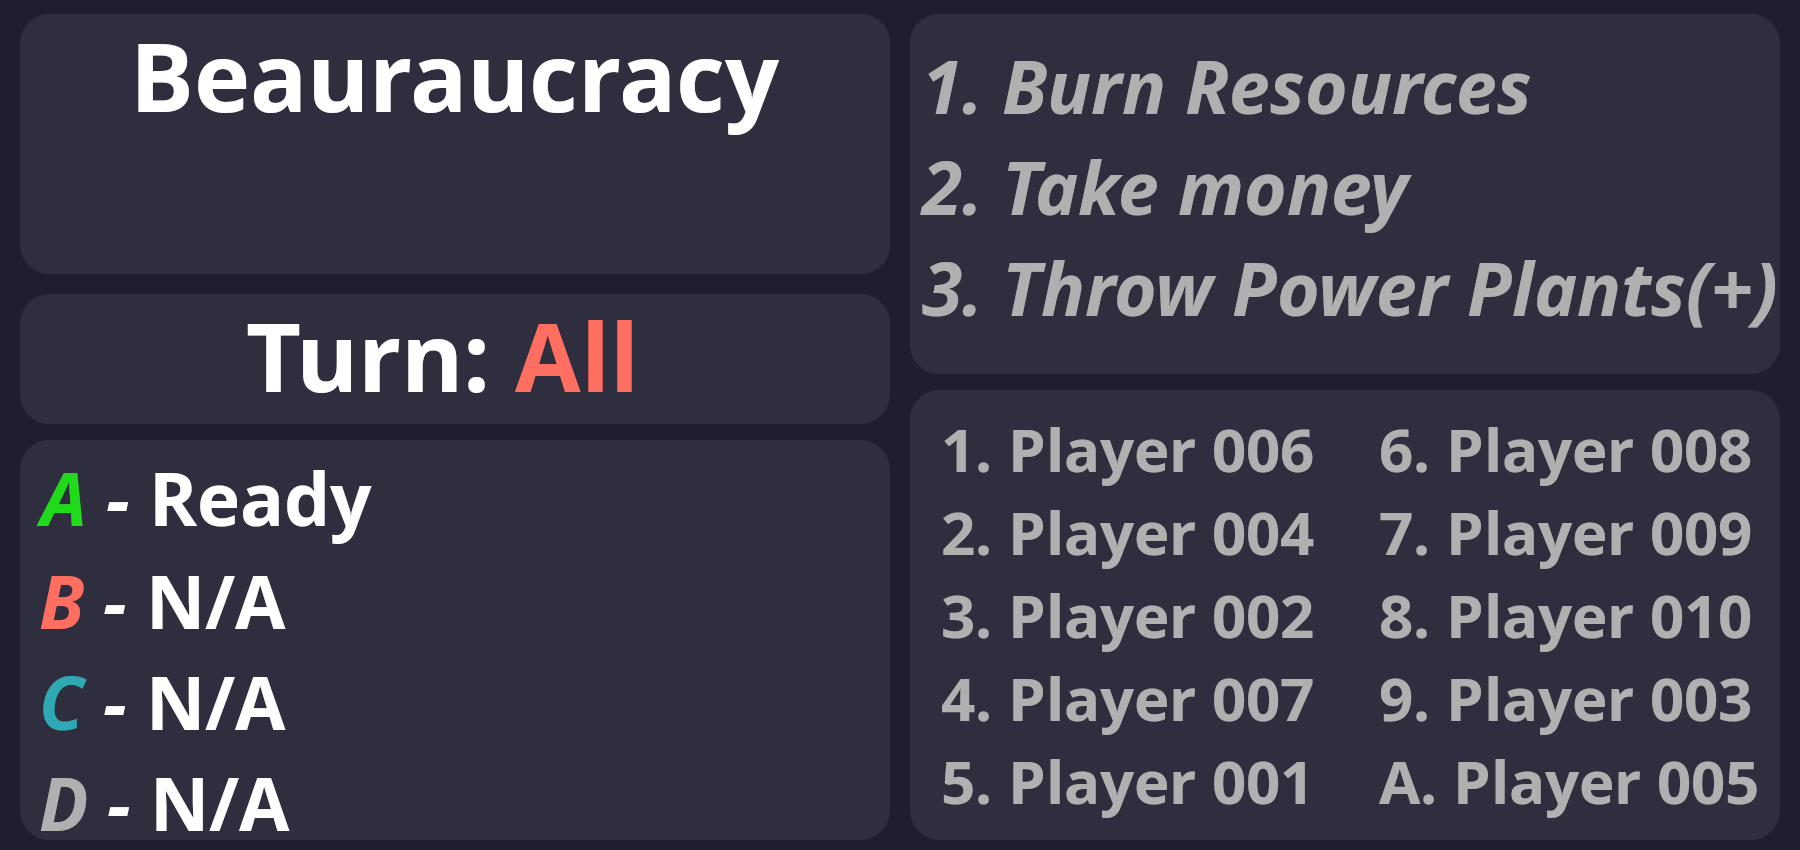 Beauraucracy
Turn: All
A - Ready
B - N/A
C - N/A
D - N/A
1. Burn Resources
2. Take money
3. Throw Power Plants(+)
1. Player 006
2. Player 004
3. Player 002
4. Player 007
5. Player 001
6. Player 008
7. Player 009
8. Player 010
9. Player 003
A. Player 005